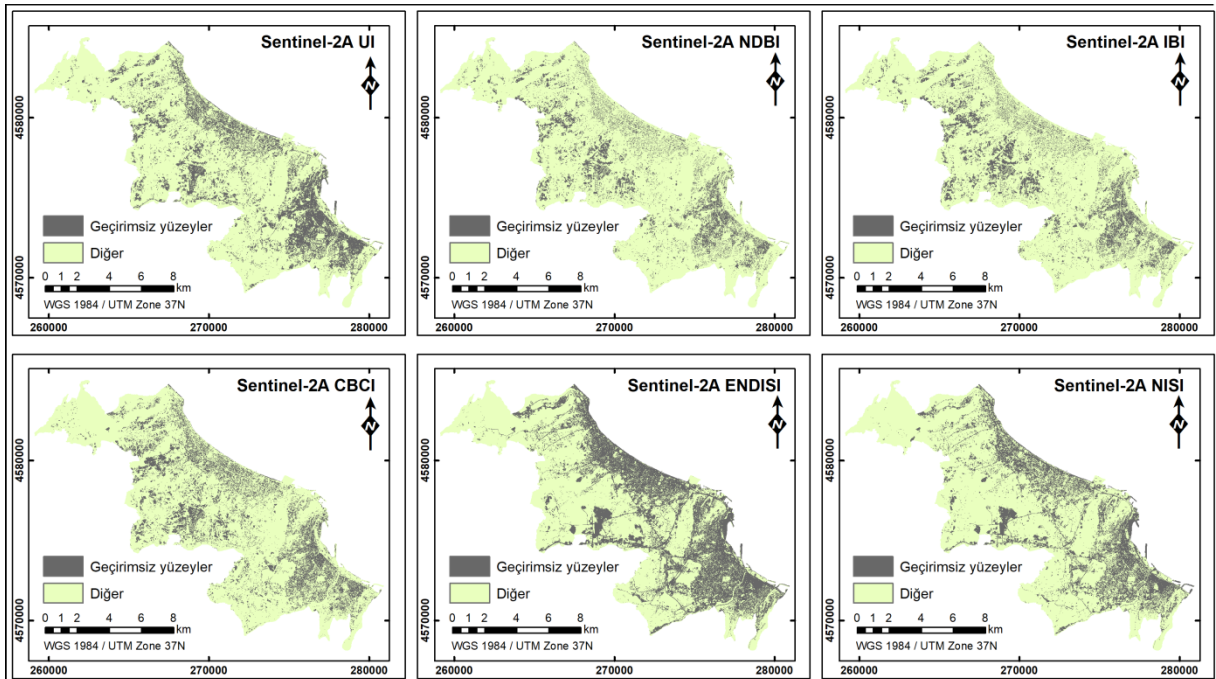 Sentinel-2A UI
N
4580000
4570000
Geçirimsiz yüzeyler
Diğer
0 1 2 4 6 8
km
WGS 1984 / UTM Zone 37N
260000 270000 280000
Sentinel-2A NDBI
N
4580000
4570000
Geçirimsiz yüzeyler
Diğer
0 1 2 4 6 8
km
WGS 1984 / UTM Zone 37N
260000 270000 280000
Sentinel-2A IBI
N
4580000
4570000
Geçirimsiz yüzeyler
Diğer
0 1 2 4 6 8
km
WGS 1984 / UTM Zone 37N
260000 270000 280000
Sentinel-2A CBCI
N
4580000
4570000
Geçirimsiz yüzeyler
Diğer
0 1 2 4 6 8
km
WGS 1984 / UTM Zone 37N
260000 270000 280000
Sentinel-2A ENDISI
N
4580000
4570000
Geçirimsiz yüzeyler
Diğer
0 1 2 4 6 8
km
WGS 1984 / UTM Zone 37N
260000 270000 280000
Sentinel-2A NISI
N
4580000
4570000
Geçirimsiz yüzeyler
Diğer
0 1 2 4 6 8
km
WGS 1984 / UTM Zone 37N
260000 270000 280000